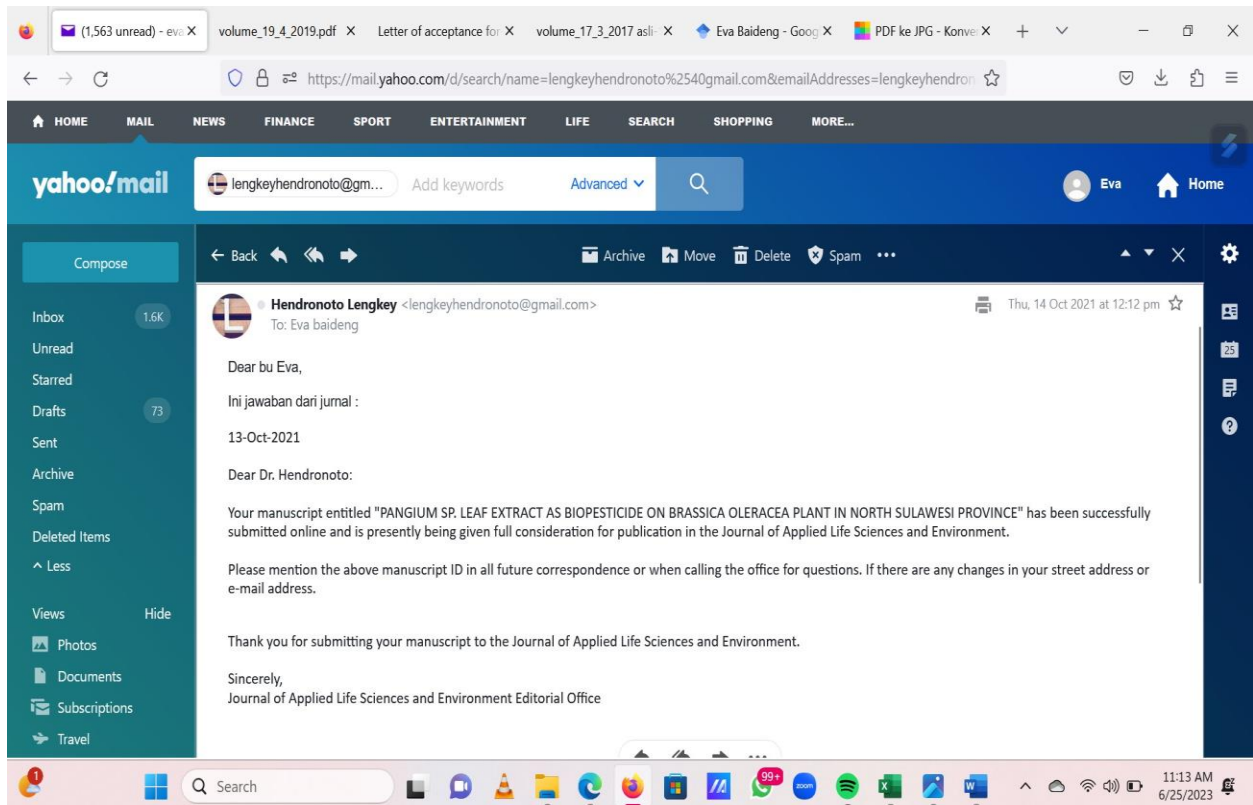 (1,563 unread) - eva
volume_19_4_2019.pdf
Letter of acceptance for
volume_17_3_2017 asli-
Eva Baideng - Goog
PDF ke JPG - Konver
https://mail.yahoo.com/d/search/name=lengkeyhendronoto%2540gmail.com&emailAddresses=lengkeyhendron
HOME MAIL NEWS FINANCE SPORT ENTERTAINMENT LIFE SEARCH SHOPPING MORE...
yahoo!mail
lengkeyhendronoto@gm... Add keywords Advanced
Eva Home
Compose
Back Archive Move Delete Spam •••
Inbox 1.6K
Unread
Starred
Drafts 73
Sent
Archive
Spam
Deleted Items
Less
Views Hide
Photos
Documents
Subscriptions
Travel
L
Hendronoto Lengkey <lengkeyhendronoto@gmail.com> Thu, 14 Oct 2021 at 12:12 pm
To: Eva baideng
Dear bu Eva,
Ini jawaban dari jurnal :
13-Oct-2021
Dear Dr. Hendronoto:
Your manuscript entitled "PANGIUM SP. LEAF EXTRACT AS BIOPESTICIDE ON BRASSICA OLERACEA PLANT IN NORTH SULAWESI PROVINCE" has been successfully
submitted online and is presently being given full consideration for publication in the Journal of Applied Life Sciences and Environment.
Please mention the above manuscript ID in all future correspondence or when calling the office for questions. If there are any changes in your street address or
e-mail address.
Thank you for submitting your manuscript to the Journal of Applied Life Sciences and Environment.
Sincerely,
Journal of Applied Life Sciences and Environment Editorial Office
25
1
Search
99+
zoom
11:13 AM
6/25/2023